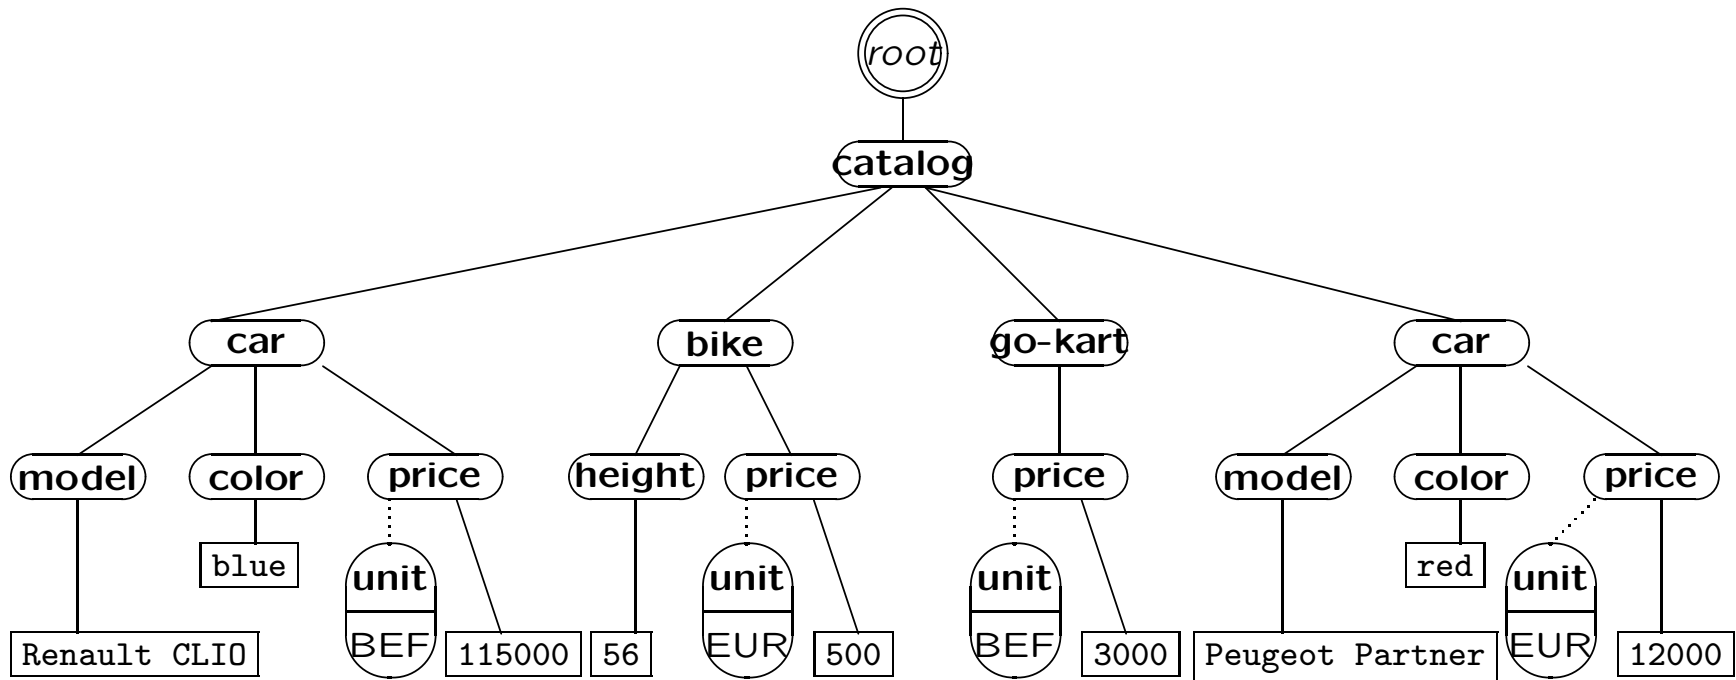 root
catalog
car bike go-kart car
model color price height price price model color price
blue red
unit unit unit unit
Renault CLIO BEF 115000 56 EUR 500 BEF 3000 Peugeot Partner EUR 12000